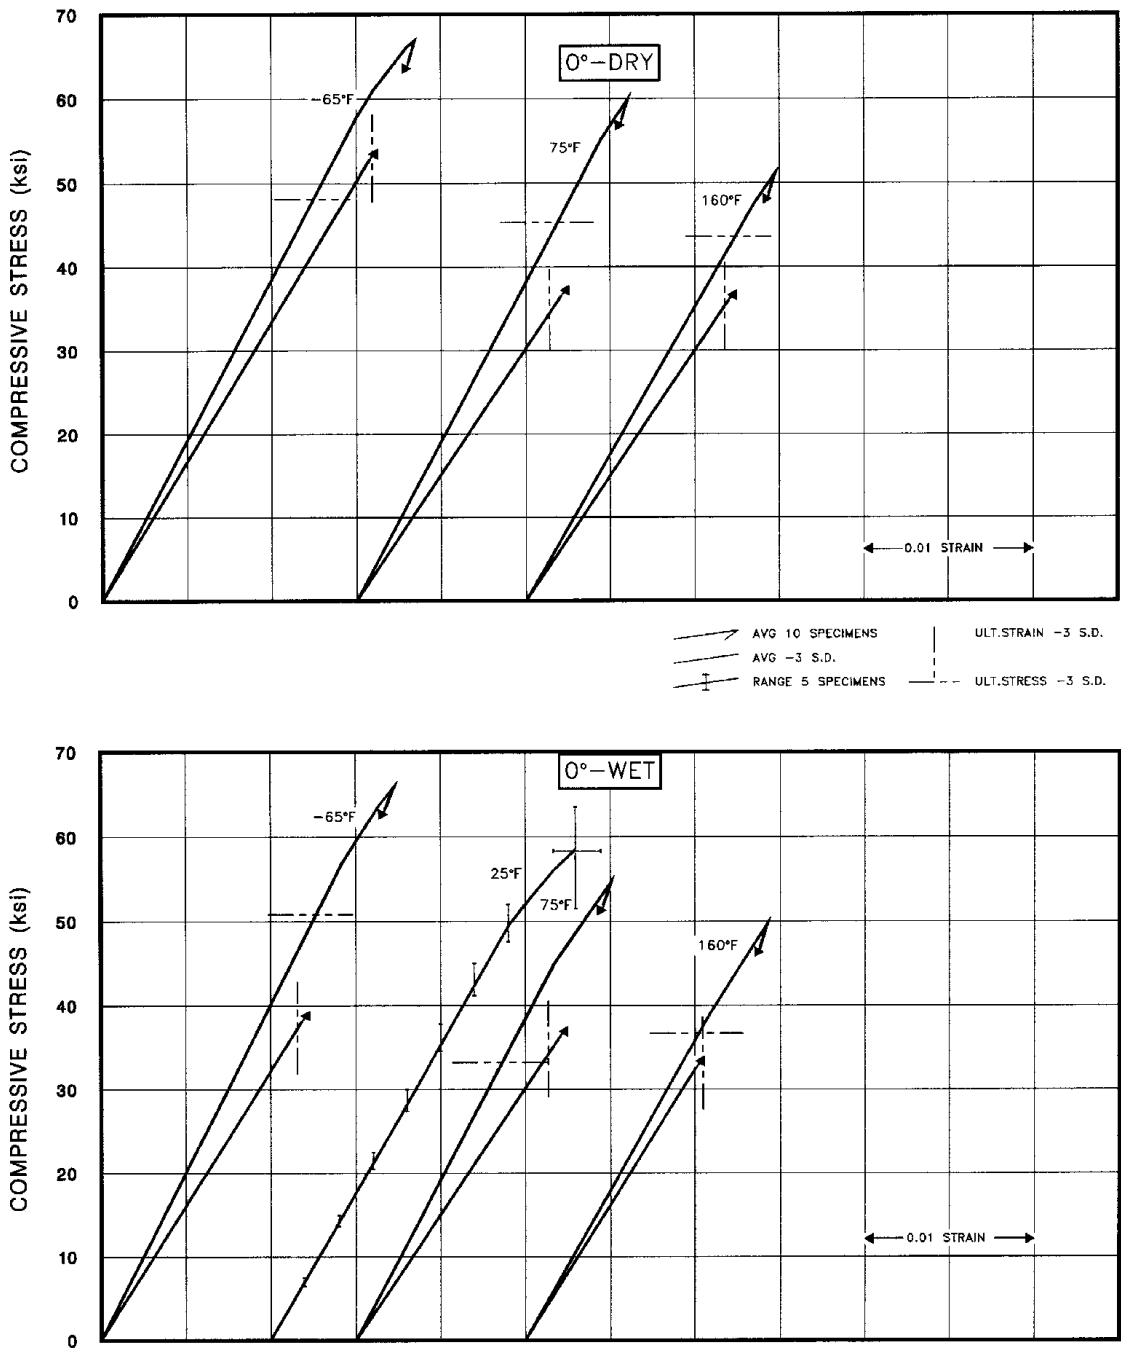 70
60
50
40
30
20
10
0
COMPRESSIVE STRESS (ksi)
0°-DRY
-65°F
75°F
160°F
0.01 STRAIN
AVG 10 SPECIMENS
AVG -3 S.D.
RANGE 5 SPECIMENS
ULT.STRAIN -3 S.D.
ULT.STRESS -3 S.D.
70
60
50
40
30
20
10
0
COMPRESSIVE STRESS (ksi)
0°-WET
-65°F
25°F
75°F
160°F
0.01 STRAIN